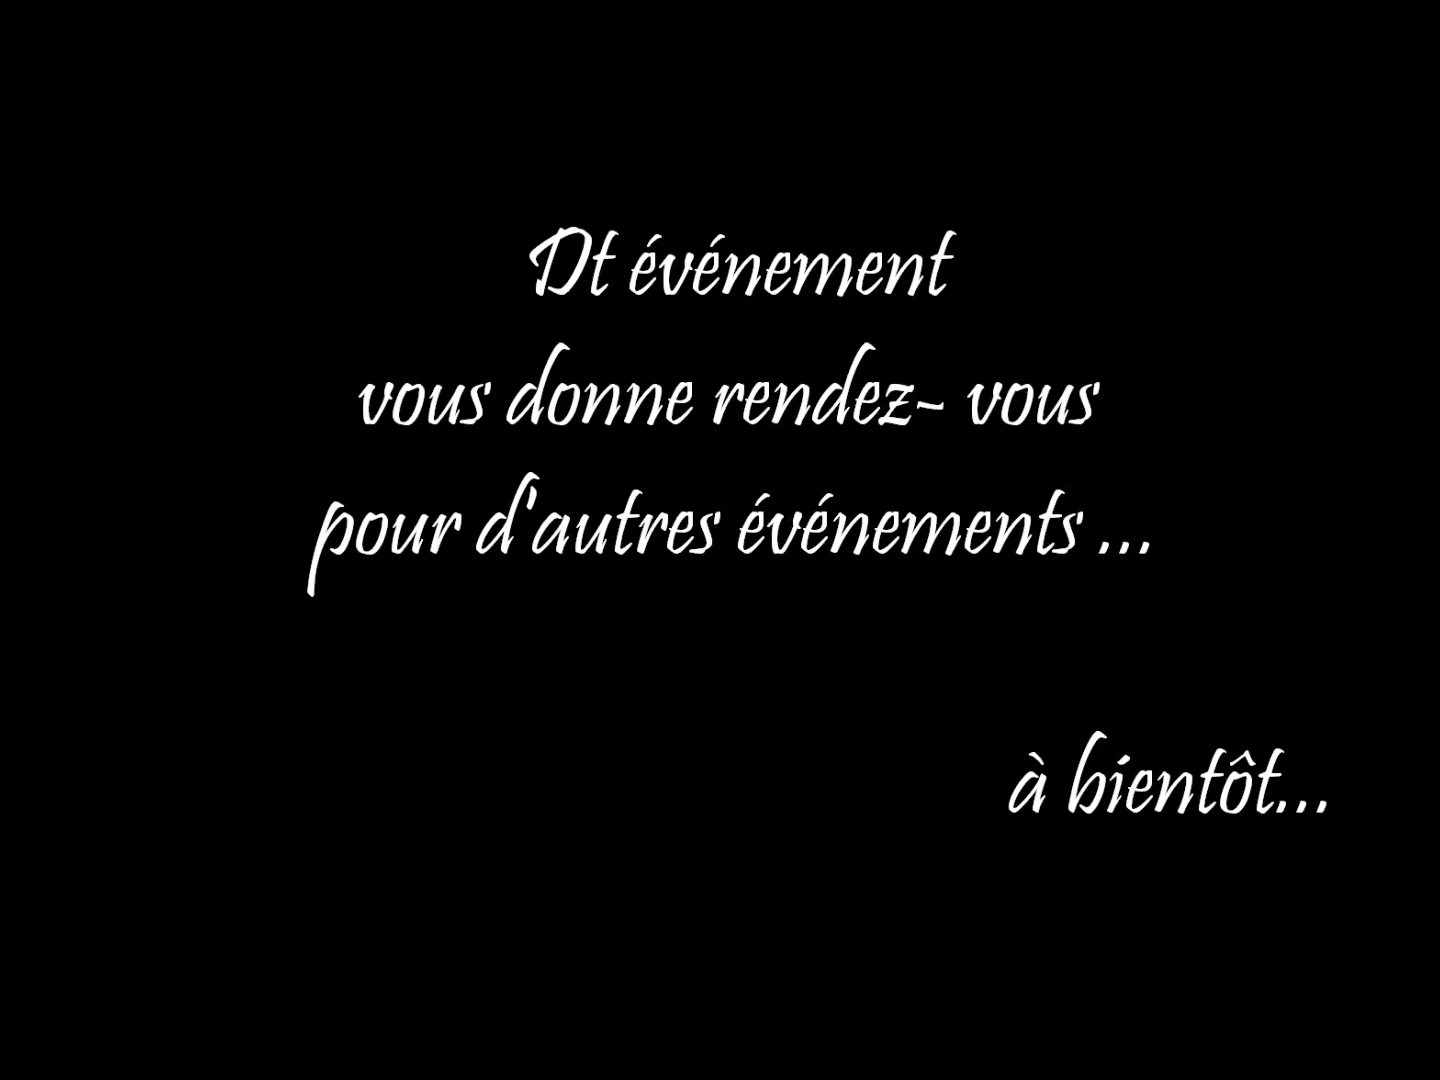 Dt événement
vous donne rendez- vous
pour d'autres événements ...
à bientôt...